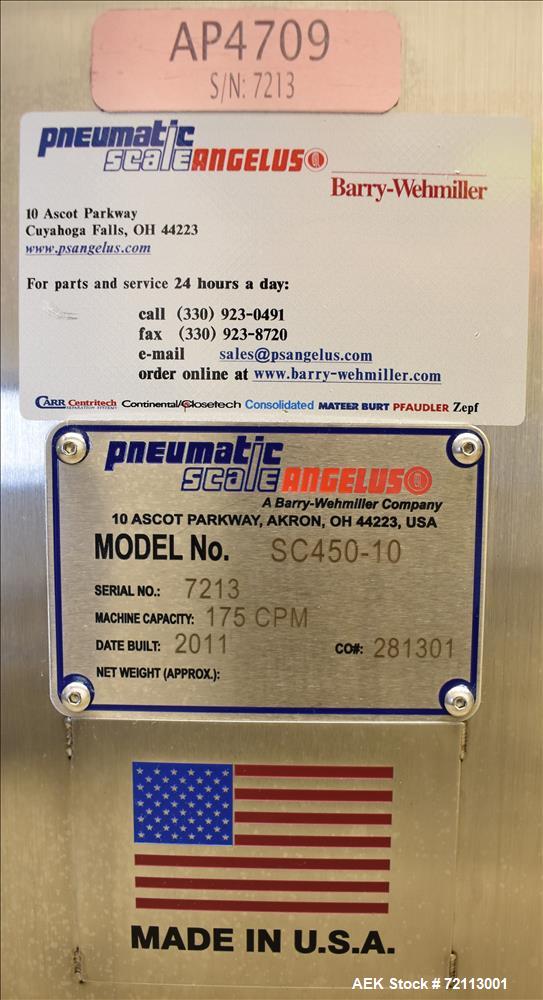 AP4709
S/N: 7213
pneumatic
scale ANGELUS
Barry-Wehmiller
10 Ascot Parkway
Cuyahoga Falls, OH 44223
www.psangelus.com
For parts and service 24 hours a day:
call (330) 923-0491
fax (330) 923-8720
e-mail sales@psangelus.com
order online at www.barry-wehmiller.com
CARR Centritech SEPARATION SYSTEMS Continental/Closetech Consolidated MATEER BURT PFAUDLER Zepf
pneumatic
scale ANGELUS
A Barry-Wehmiller Company
10 ASCOT PARKWAY, AKRON, OH 44223, USA
MODEL No. SC450-10
SERIAL NO.: 7213
MACHINE CAPACITY: 175 CPM
DATE BUILT: 2011 CO#: 281301
NET WEIGHT (APPROX.):
MADE IN U.S.A.
AEK Stock # 72113001